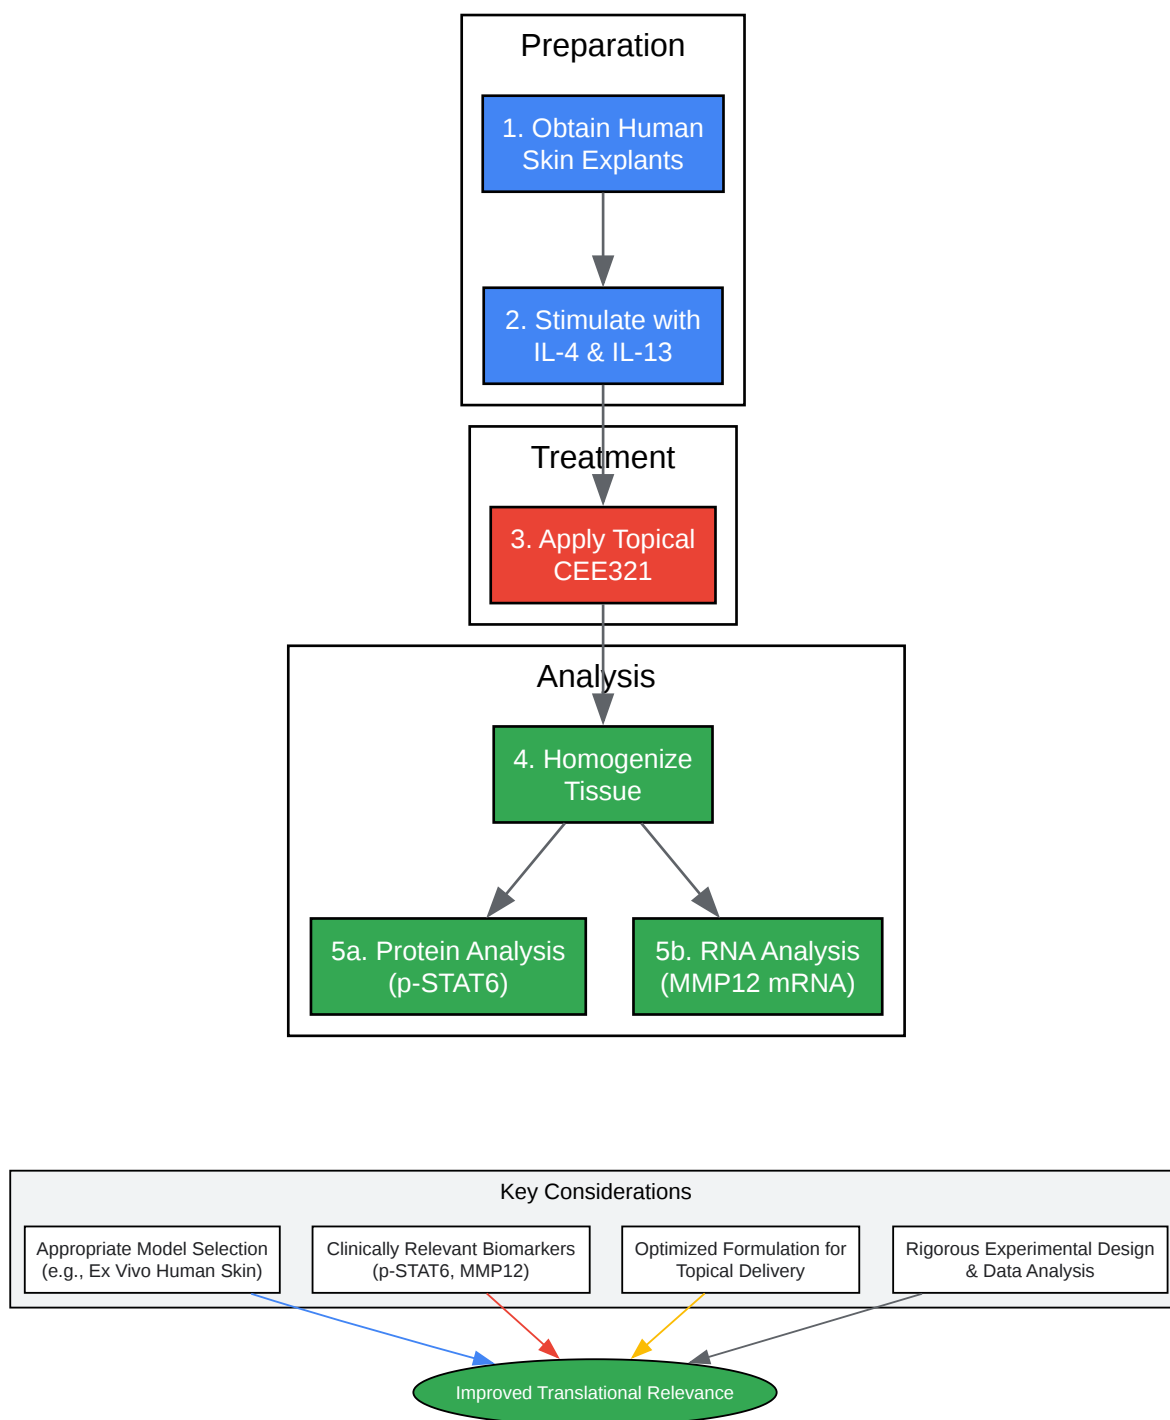 Preparation
1. Obtain Human
Skin Explants
2. Stimulate with
IL-4 & IL-13
Treatment
3. Apply Topical
CEE321
Analysis
4. Homogenize
Tissue
5a. Protein Analysis
(p-STAT6)
5b. RNA Analysis
(MMP12 mRNA)
Key Considerations
Appropriate Model Selection
(e.g., Ex Vivo Human Skin)
Clinically Relevant Biomarkers
(p-STAT6, MMP12)
Optimized Formulation for
Topical Delivery
Rigorous Experimental Design
& Data Analysis
Improved Translational Relevance